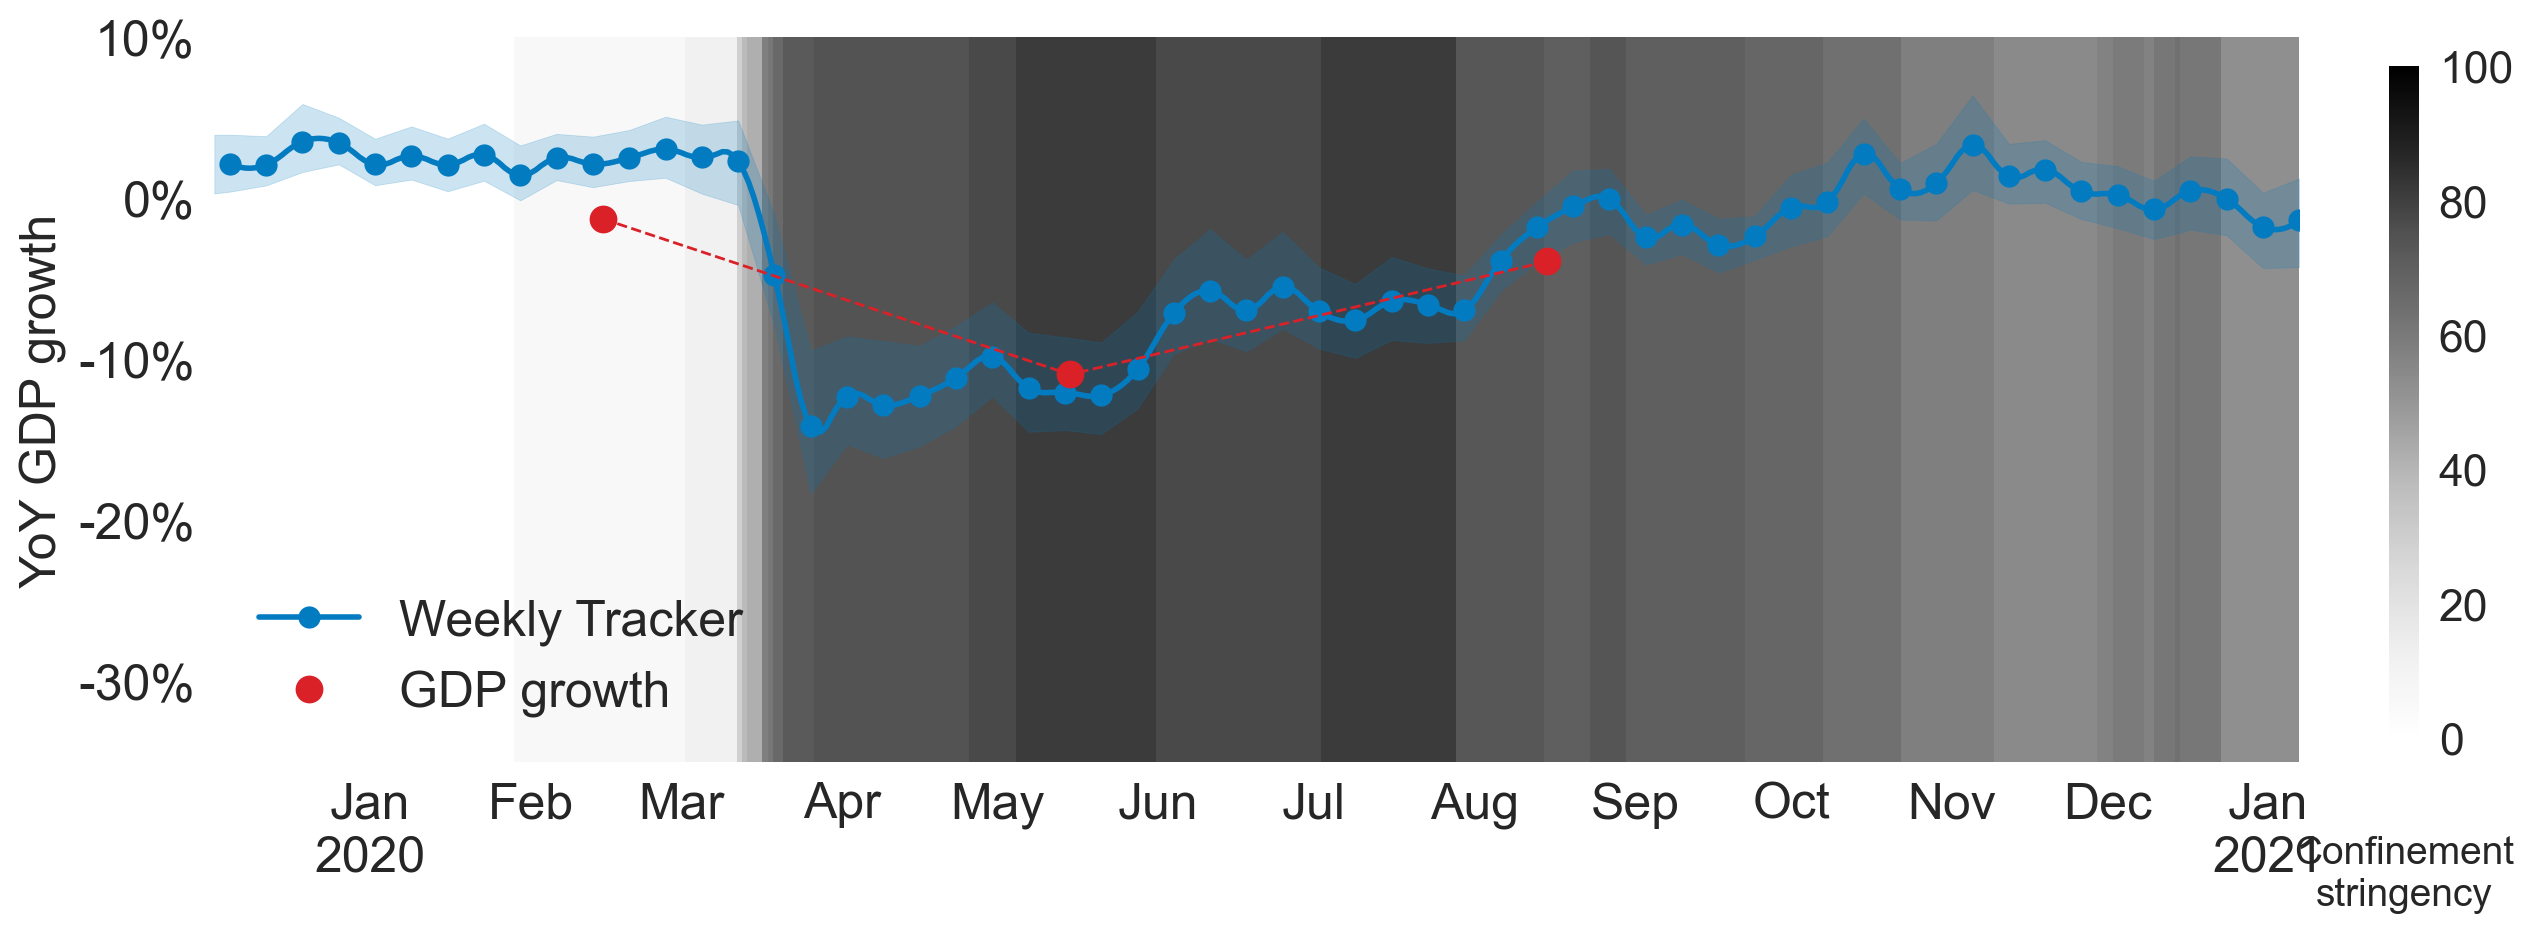 10%
0%
-10%
-20%
-30%
YoY GDP growth
Weekly Tracker
GDP growth
Jan
2020
Feb
Mar
Apr
May
Jun
Jul
Aug
Sep
Oct
Nov
Dec
Jan
2021
100
80
60
40
20
0
Confinement
stringency